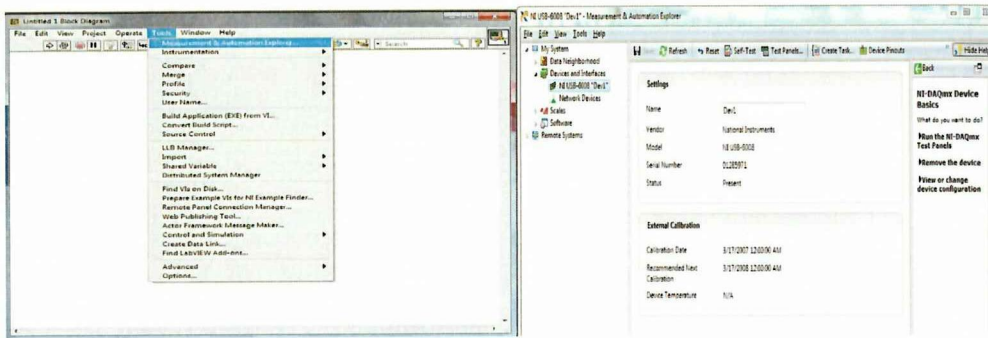 Untitled 1 Block Diagram
File Edit View Project Operate Tools Window Help
Measurement & Automation Explorer...
Search
Instrumentation
Compare
Merge
Profile
Security
User Name...
Build Application (EXE) from VI...
Convert Build Script...
Source Control
LLB Manager...
Import
Shared Variable
Distributed System Manager
Find VIs on Disk...
Prepare Example VIs for NI Example Finder...
Remote Panel Connection Manager...
Web Publishing Tool...
Actor Framework Message Maker...
Control and Simulation
Create Data Link...
Find LabVIEW Add-ons...
Advanced
Options...
NI USB-6008 "Dev1" - Measurement & Automation Explorer
File Edit View Tools Help
My System
Data Neighborhood
Devices and Interfaces
NI USB-6008 "Dev1"
Network Devices
Scales
Software
Remote Systems
Refresh Reset Self-Test Test Panels... Create Task... Device Pinouts Hide Help
Settings
Name Dev1
Vendor National Instruments
Model NI USB-6008
Serial Number
Status Present
External Calibration
Calibration Date 3/17/2007 12:00:00 AM
Recommended Next Calibration 3/17/2008 12:00:00 AM
Device Temperature N/A
Back
NI-DAQmx Device
Basics
What do you want to do?
Run the NI-DAQmx
Test Panels
Remove the device
View or change
device configuration